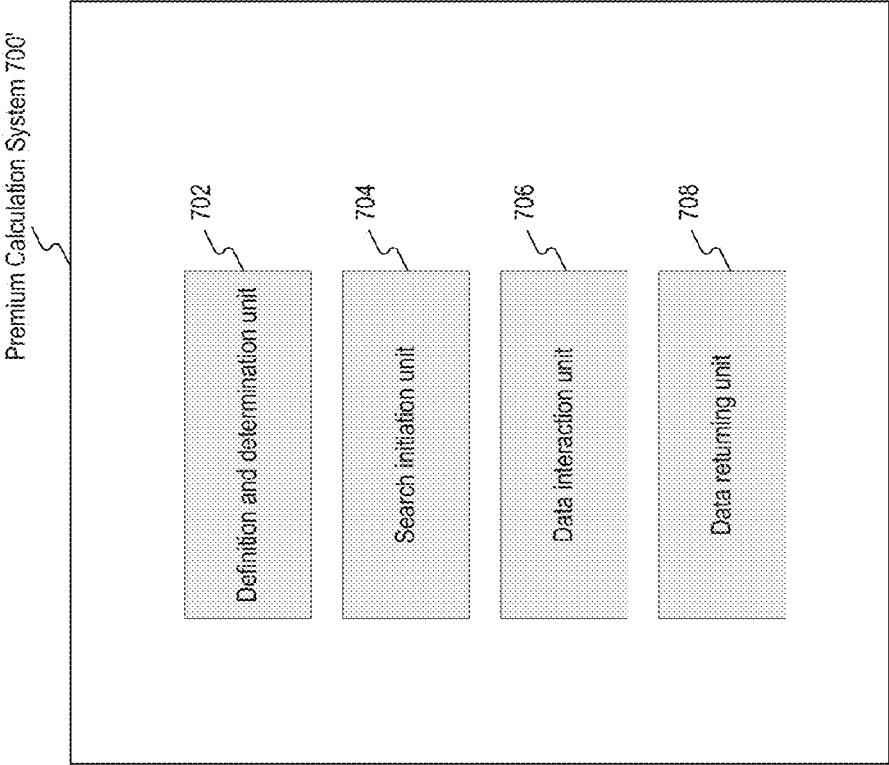 Premium Calculation System 700'
702
Definition and determination unit
704
Search initiation unit
706
Data interaction unit
708
Data returning unit